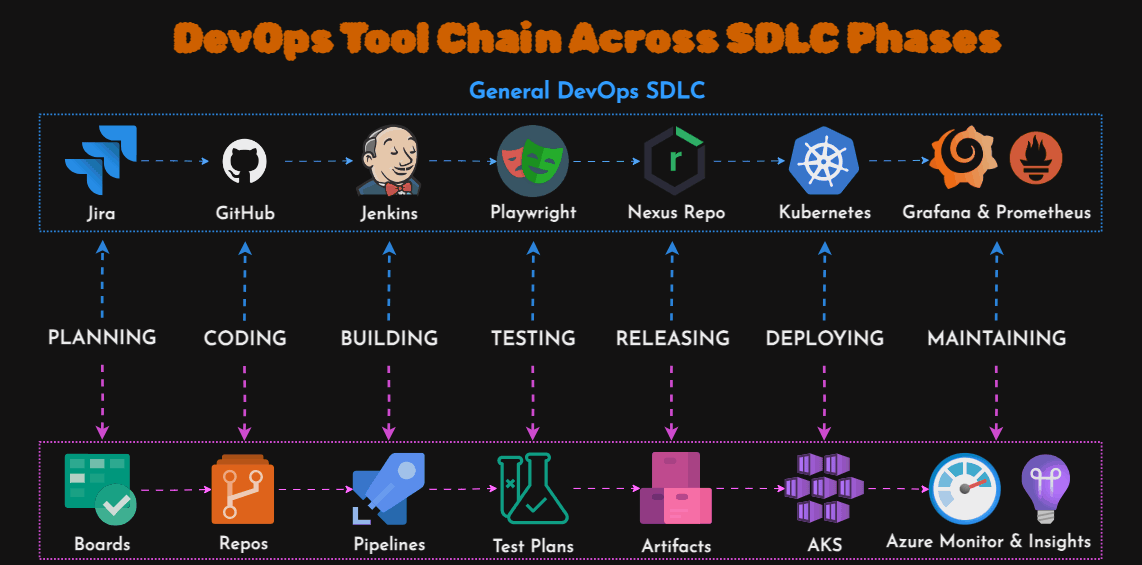 DevOps Tool Chain Across SDLC Phases
General DevOps SDLC
Jira GitHub Jenkins Playwright Nexus Repo Kubernetes Grafana & Prometheus
PLANNING CODING BUILDING TESTING RELEASING DEPLOYING MAINTAINING
Boards Repos Pipelines Test Plans Artifacts AKS Azure Monitor & Insights